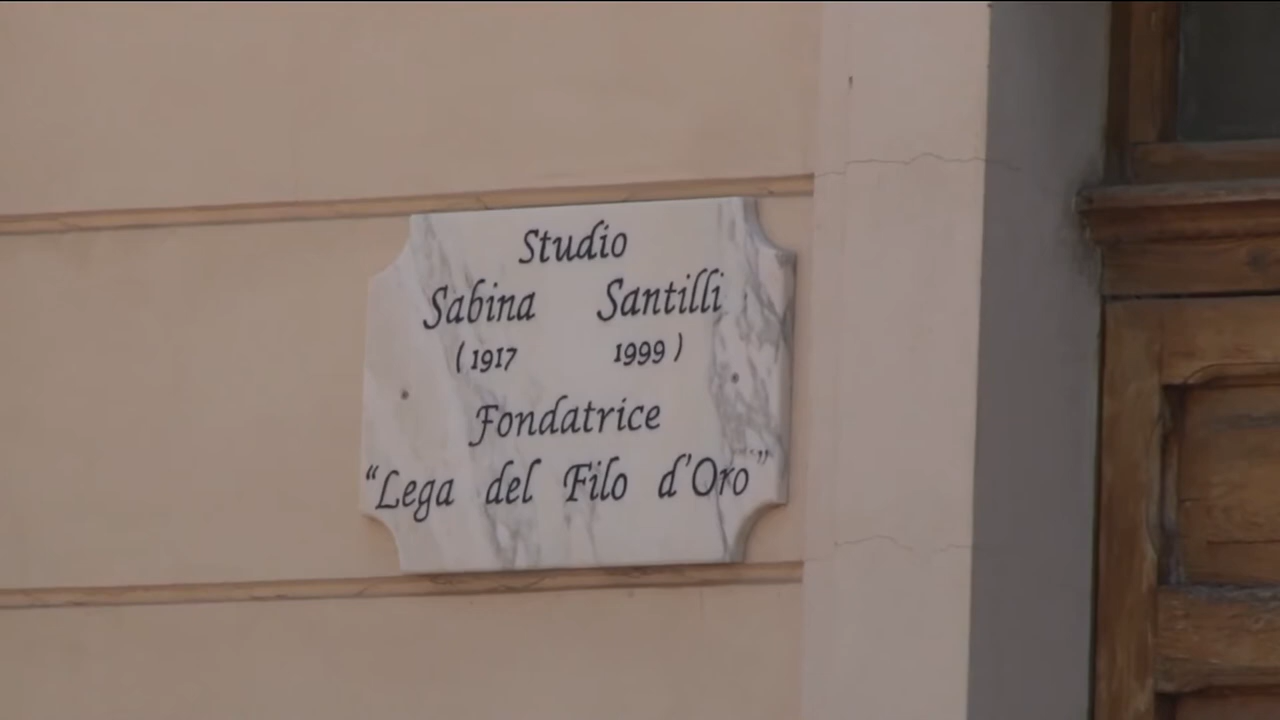 Studio
Sabina Santilli
(1917 1999)
Fondatrice
“Lega del Filo d'Oro”